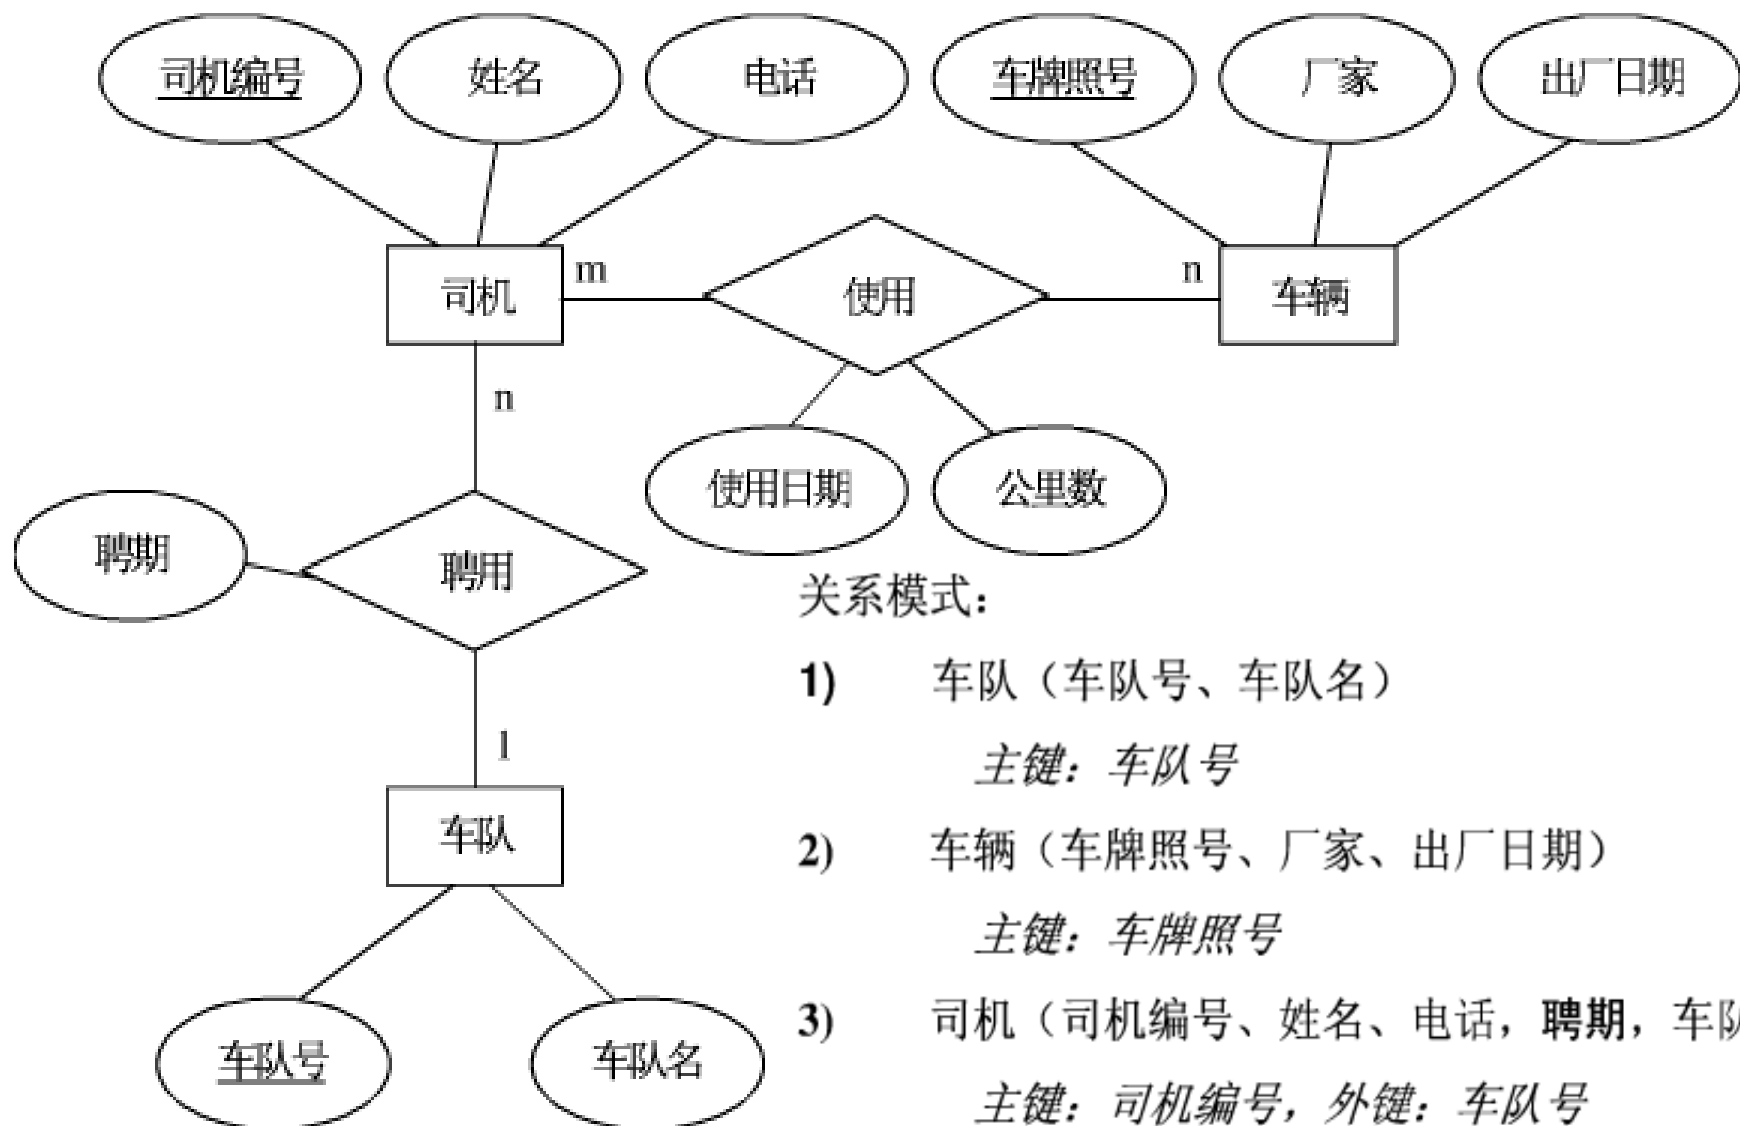 司机编号 姓名 电话 车牌照号 厂家 出厂日期
司机 m 使用 n 车辆
n
使用日期 公里数
聘期 聘用
1
车队
车队号 车队名
关系模式：
1) 车队（车队号、车队名）
主键：车队号
2) 车辆（车牌照号、厂家、出厂日期）
主键：车牌照号
3) 司机（司机编号、姓名、电话，聘期，车队
主键：司机编号，外键：车队号